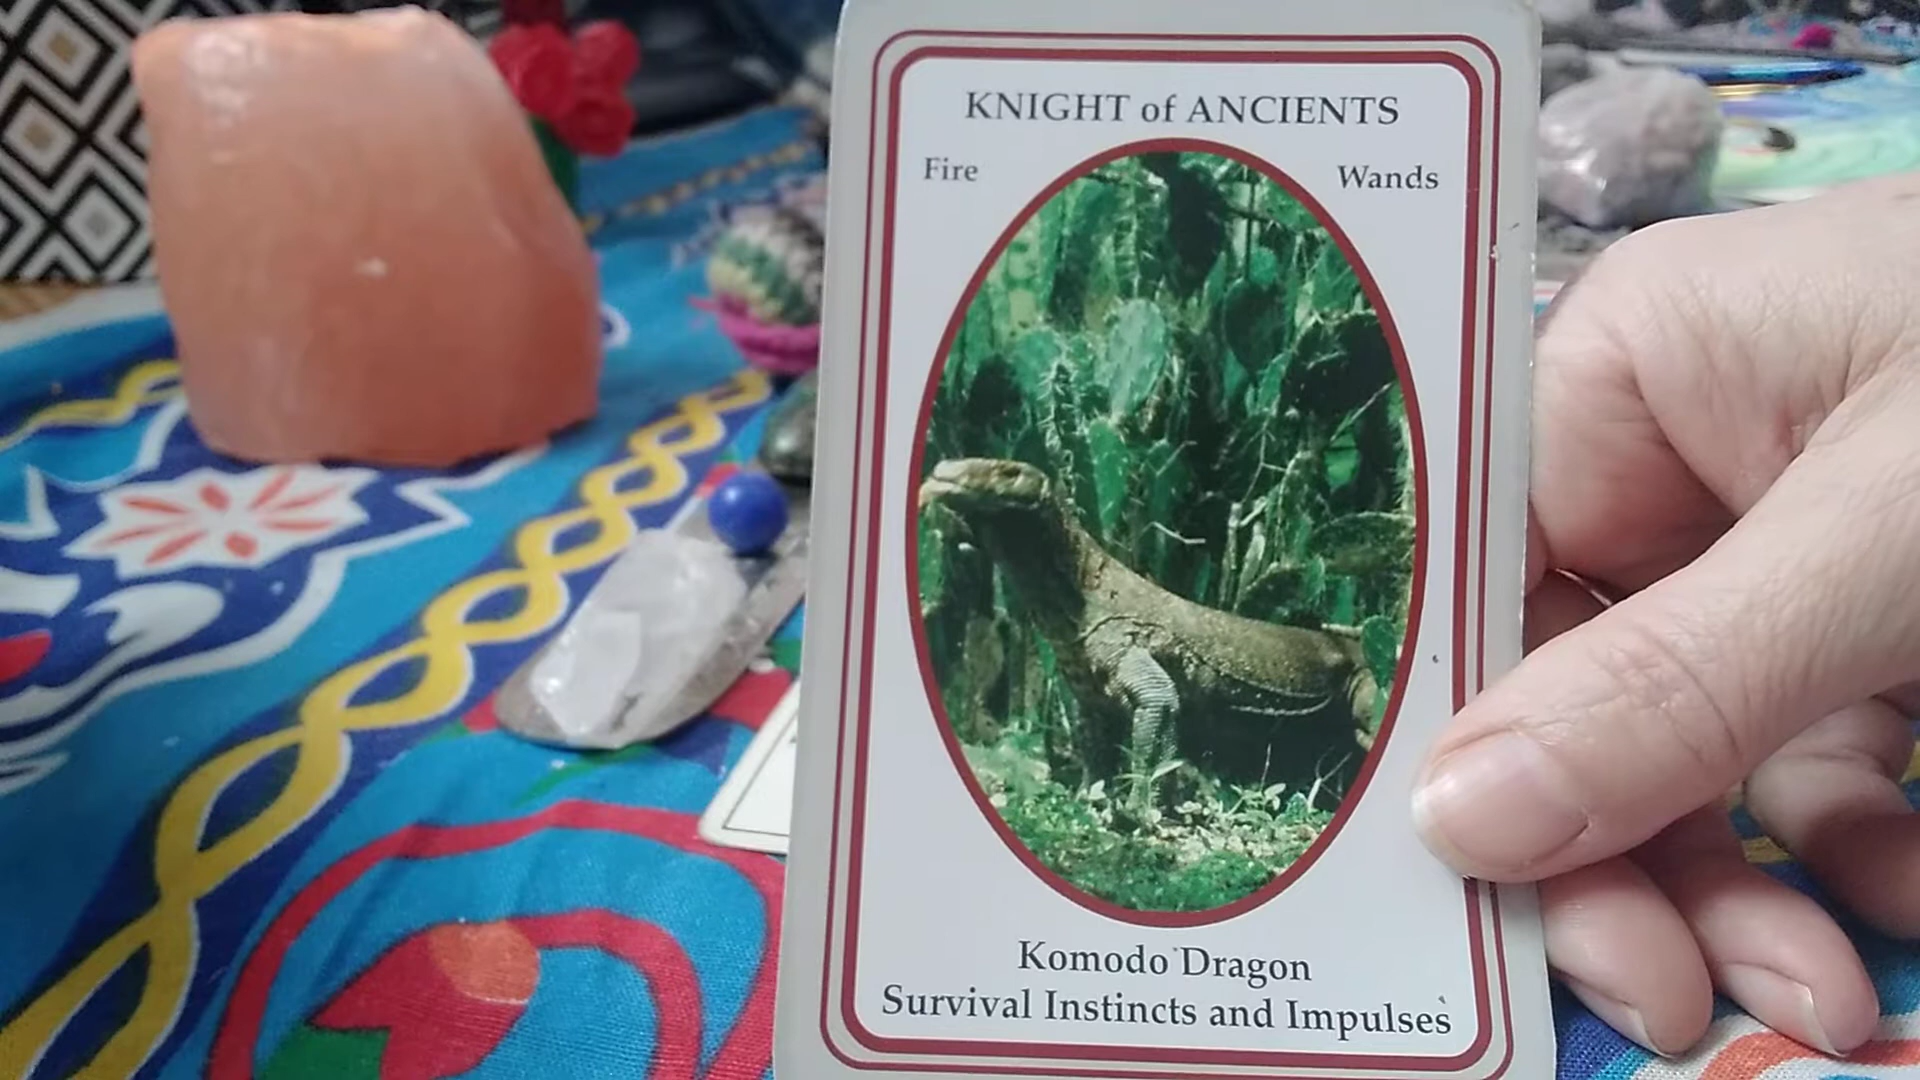 KNIGHT of ANCIENTS
Fire
Wands
Komodo Dragon
Survival Instincts and Impulses